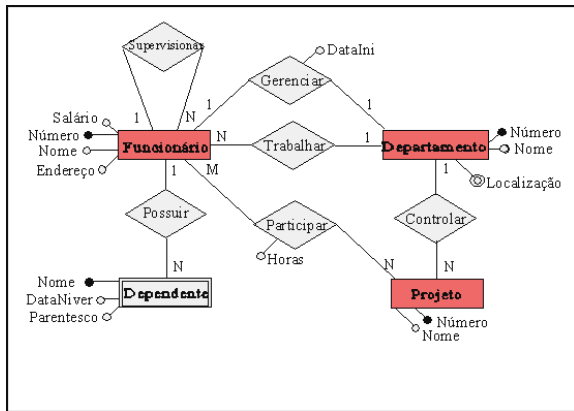 Supervisionar
DataIni
Gerenciar
Salário
1
N
1
1
Número
Número
Funcionário
N
Trabalhar
1
Departamento
Nome
Nome
Endereço
1
M
1
Localização
Possuir
Participar
Controlar
Horas
N
N
N
Nome
Dependente
Projeto
DataNiver
Parentesco
Número
Nome